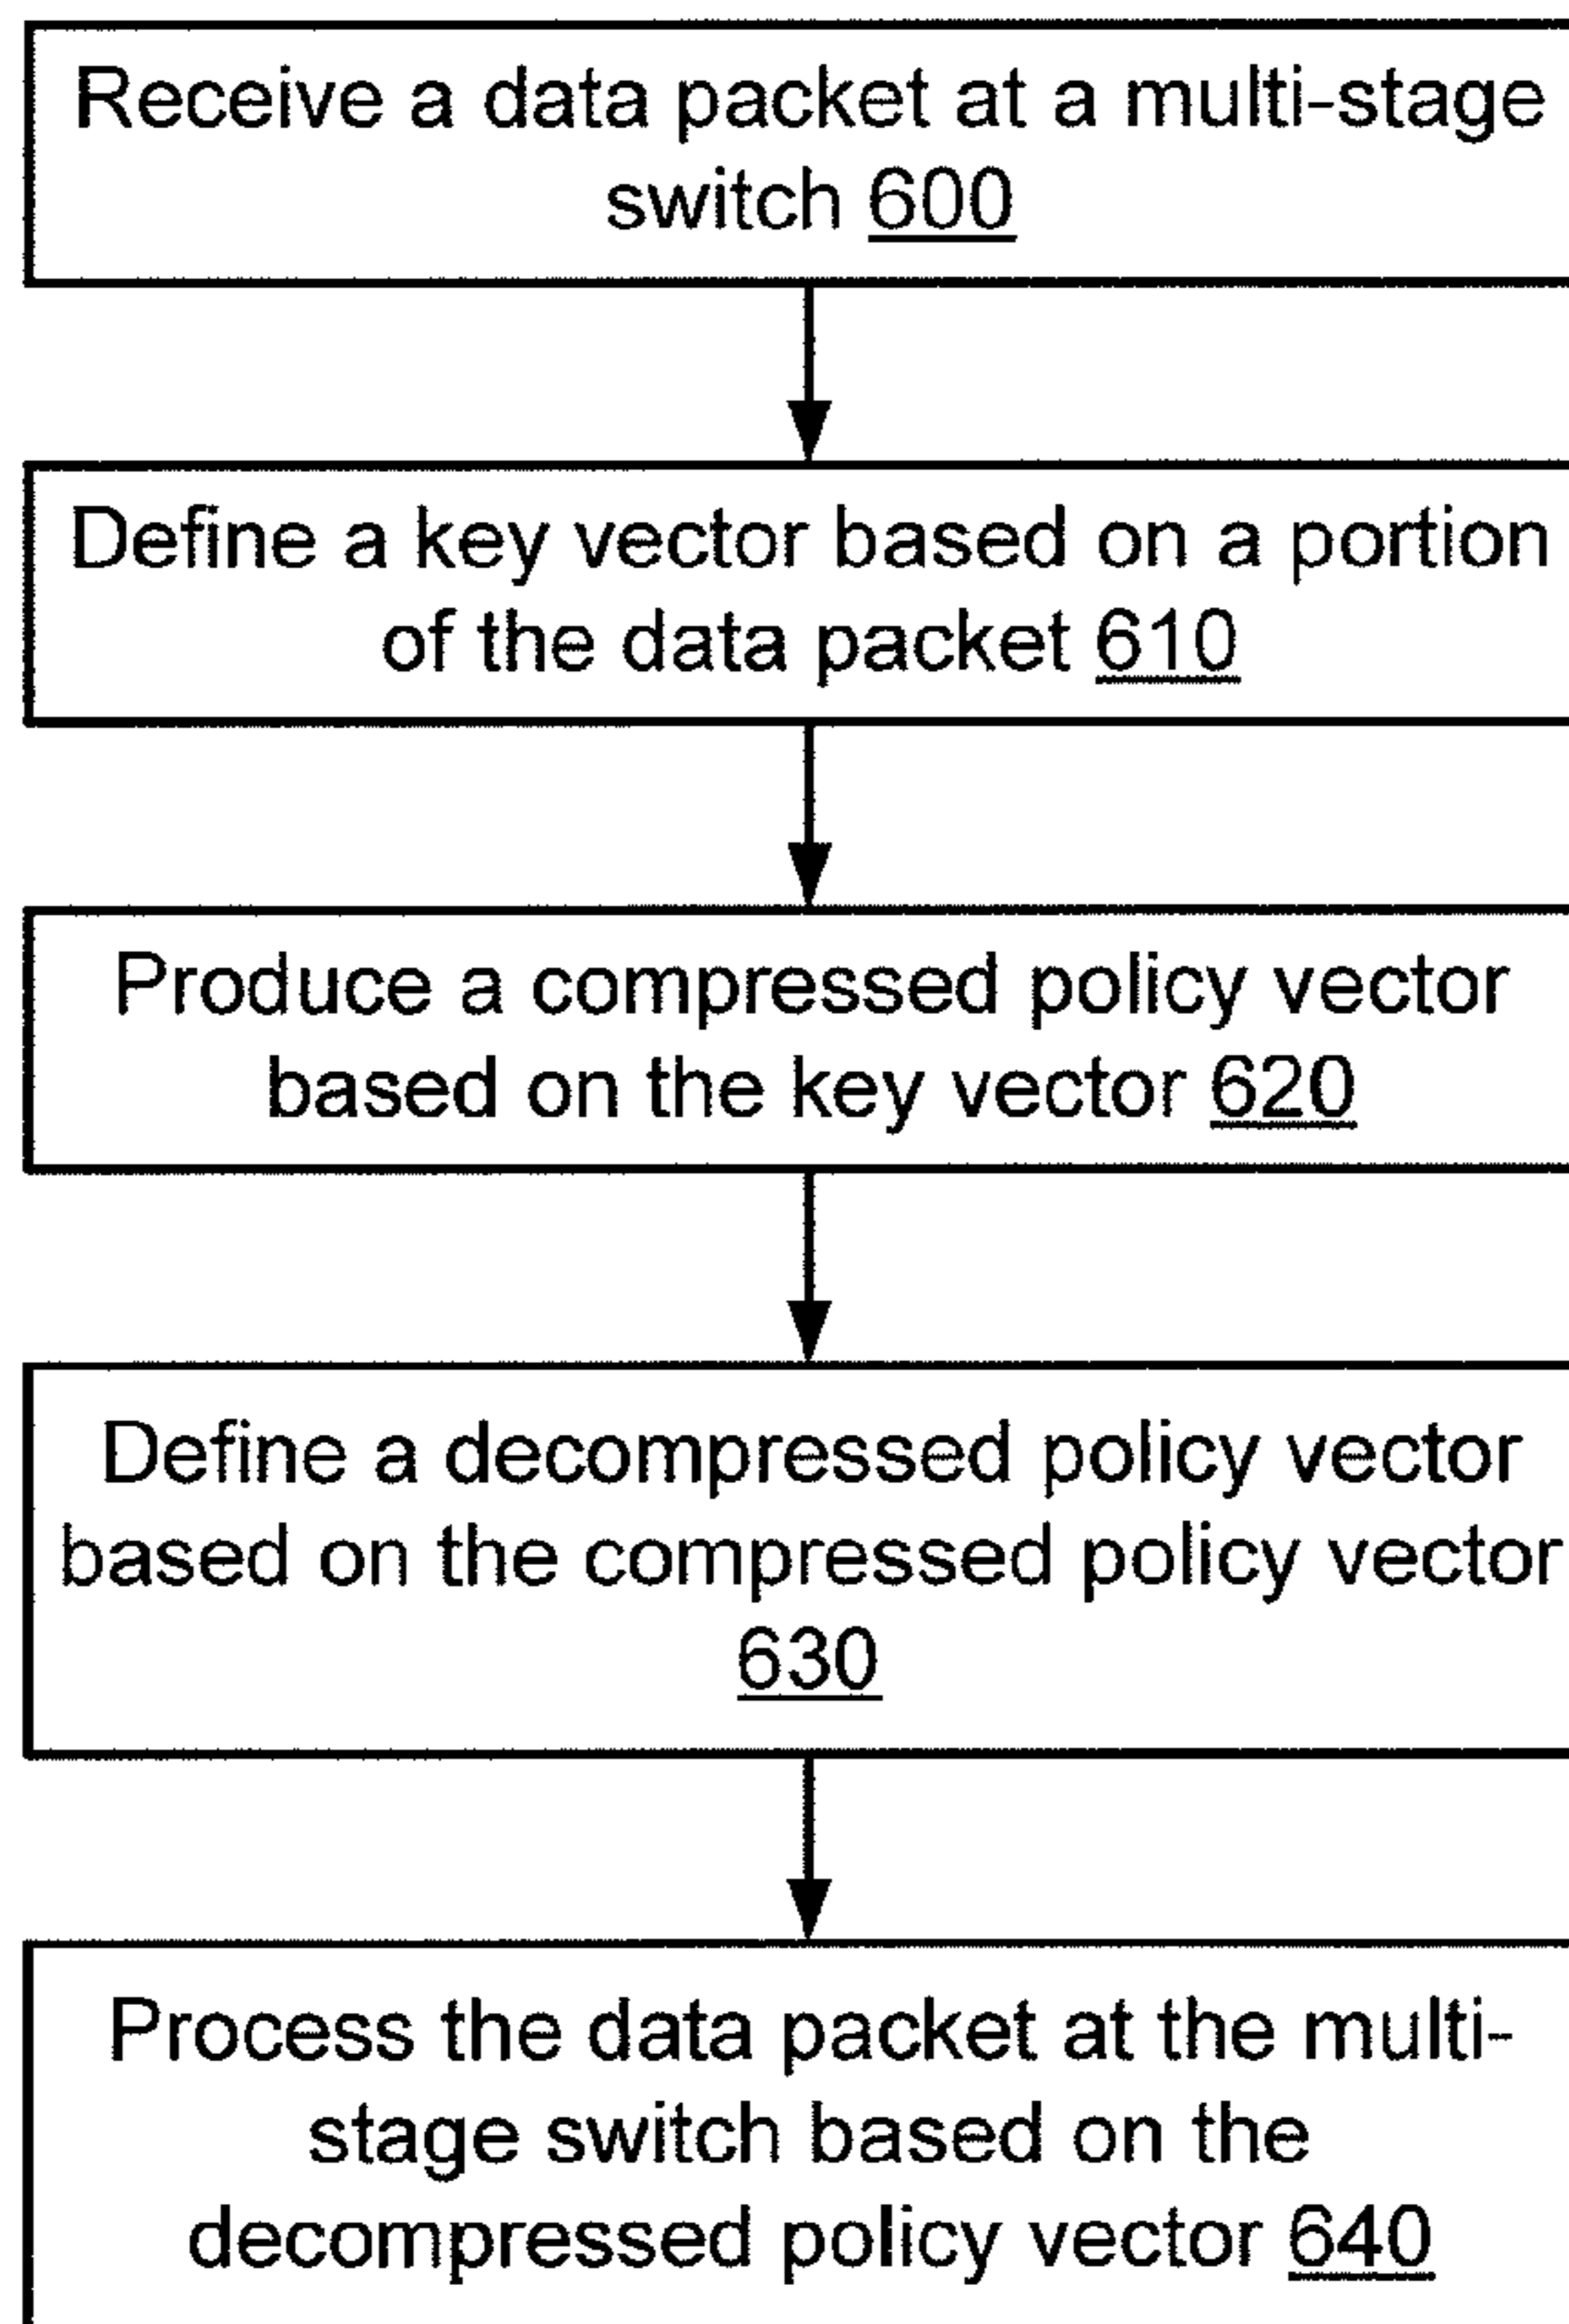 Receive a data packet at a multi-stage
switch 600
Define a key vector based on a portion
of the data packet 610
Produce a compressed policy vector
based on the key vector 620
Define a decompressed policy vector
based on the compressed policy vector
630
Process the data packet at the multi-
stage switch based on the
decompressed policy vector 640